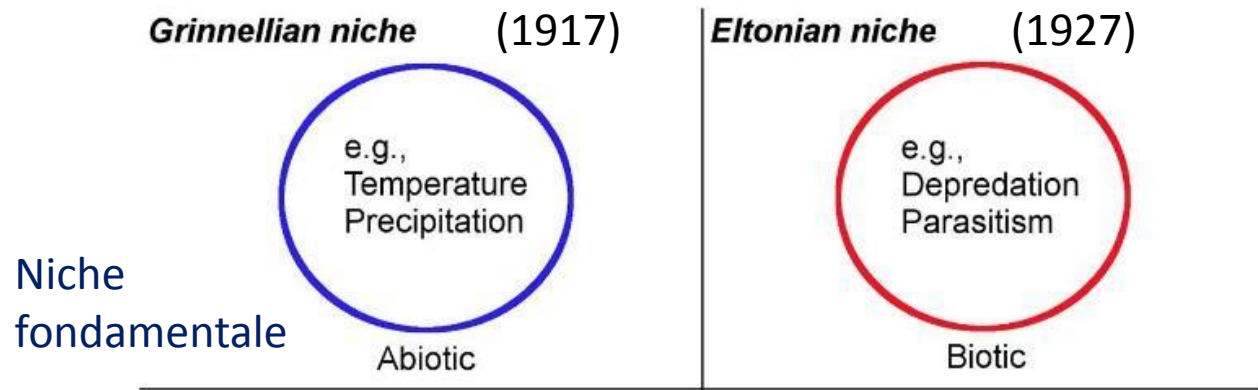 Grinnellian niche (1917)
e.g.,
Temperature
Precipitation
Niche
fondamentale
Abiotic
Eltonian niche (1927)
e.g.,
Depredation
Parasitism
Biotic